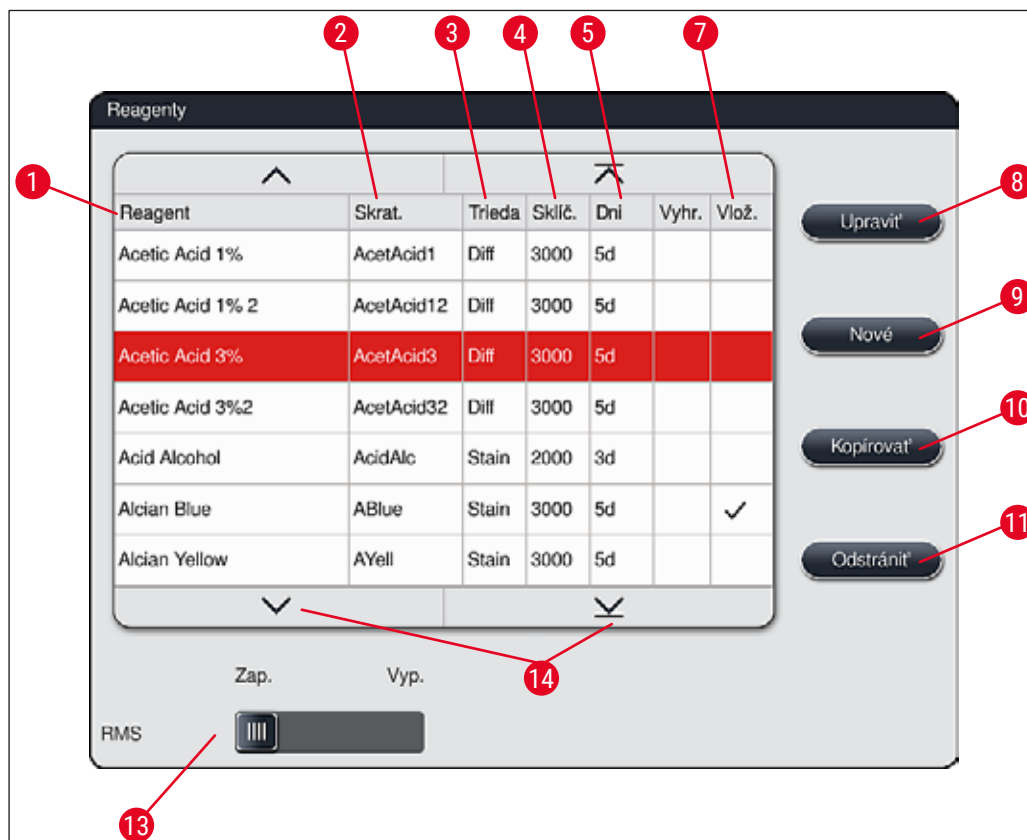 2 3 4 5 7
Reagenty
1
Reagent Skrat. Trieda Sklíč. Dni Vyhr. Vlož.
Acetic Acid 1% AcetAcid1 Diff 3000 5d
Acetic Acid 1% 2 AcetAcid12 Diff 3000 5d
Acetic Acid 3% AcetAcid3 Diff 3000 5d
Acetic Acid 3%2 AcetAcid32 Diff 3000 5d
Acid Alcohol AcidAlc Stain 2000 3d
Alcian Blue ABlue Stain 3000 5d ✓
Alcian Yellow AYell Stain 3000 5d
Upraviť 8
Nové 9
Kopírovať 10
Odstrániť 11
14
Zap. Vyp.
RMS
13